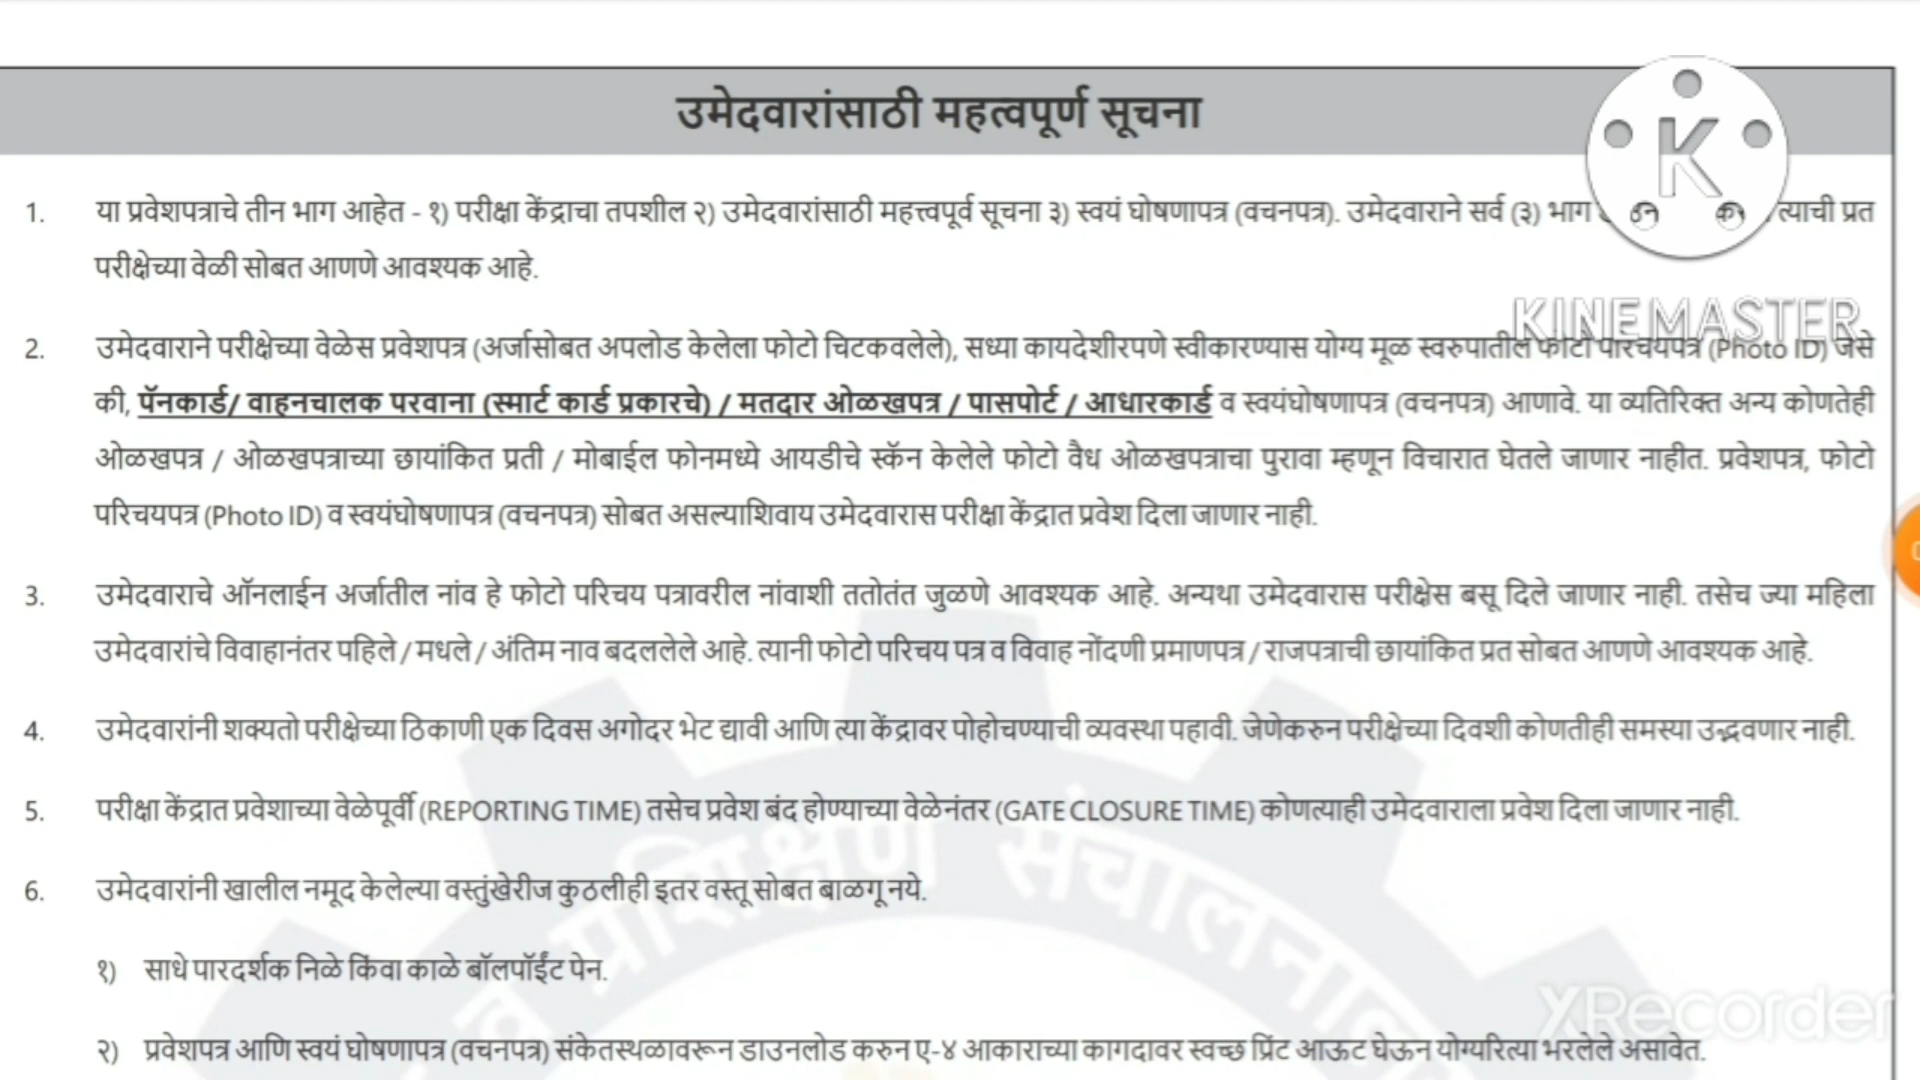 उमेदवारांसाठी महत्वपूर्ण सूचना
1. या प्रवेशपत्राचे तीन भाग आहेत - १) परीक्षा केंद्राचा तपशील २) उमेदवारांसाठी महत्त्वपूर्व सूचना ३) स्वयं घोषणापत्र (वचनपत्र). उमेदवाराने सर्व (३) भाग त्याची प्रत
परीक्षेच्या वेळी सोबत आणणे आवश्यक आहे.
K
KINEMASTER
2. उमेदवाराने परीक्षेच्या वेळेस प्रवेशपत्र (अर्जासोबत अपलोड केलेला फोटो चिटकवलेले), सध्या कायदेशीरपणे स्वीकारण्यास योग्य मूळ स्वरुपातील फोटो परिचयपत्र (Photo ID) जसे
की, पॅनकार्ड/ वाहनचालक परवाना (स्मार्ट कार्ड प्रकारचे) / मतदार ओळखपत्र / पासपोर्ट / आधारकार्ड व स्वयंघोषणापत्र (वचनपत्र) आणावे. या व्यतिरिक्त अन्य कोणतेही
ओळखपत्र / ओळखपत्राच्या छायांकित प्रती / मोबाईल फोनमध्ये आयडीचे स्कॅन केलेले फोटो वैध ओळखपत्राचा पुरावा म्हणून विचारात घेतले जाणार नाहीत. प्रवेशपत्र, फोटो
परिचयपत्र (Photo ID) व स्वयंघोषणापत्र (वचनपत्र) सोबत असल्याशिवाय उमेदवारास परीक्षा केंद्रात प्रवेश दिला जाणार नाही.
3. उमेदवाराचे ऑनलाईन अर्जातील नांव हे फोटो परिचय पत्रावरील नांवाशी ततोतंत जुळणे आवश्यक आहे. अन्यथा उमेदवारास परीक्षेस बसू दिले जाणार नाही. तसेच ज्या महिला
उमेदवारांचे विवाहानंतर पहिले / मधले / अंतिम नाव बदललेले आहे. त्यानी फोटो परिचय पत्र व विवाह नोंदणी प्रमाणपत्र / राजपत्राची छायांकित प्रत सोबत आणणे आवश्यक आहे.
4. उमेदवारांनी शक्यतो परीक्षेच्या ठिकाणी एक दिवस अगोदर भेट द्यावी आणि त्या केंद्रावर पोहोचण्याची व्यवस्था पहावी. जेणेकरुन परीक्षेच्या दिवशी कोणतीही समस्या उद्भवणार नाही.
5. परीक्षा केंद्रात प्रवेशाच्या वेळेपूर्वी (REPORTING TIME) तसेच प्रवेश बंद होण्याच्या वेळेनंतर (GATE CLOSURE TIME) कोणत्याही उमेदवाराला प्रवेश दिला जाणार नाही.
6. उमेदवारांनी खालील नमूद केलेल्या वस्तुंखेरीज कुठलीही इतर वस्तू सोबत बाळगू नये.
व प्रशिक्षण संचालनालय
१) साधे पारदर्शक निळे किंवा काळे बॉलपॉईंट पेन.
XRecorder
२) प्रवेशपत्र आणि स्वयं घोषणापत्र (वचनपत्र) संकेतस्थळावरून डाउनलोड करुन ए-४ आकाराच्या कागदावर स्वच्छ प्रिंट आऊट घेऊन योग्यरित्या भरलेले असावेत.